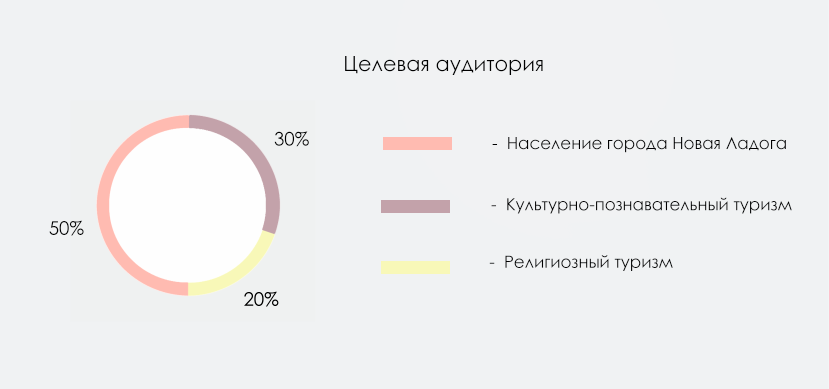 Целевая аудитория
30%
- Население города Новая Ладога
- Культурно-познавательный туризм
50%
- Религиозный туризм
20%